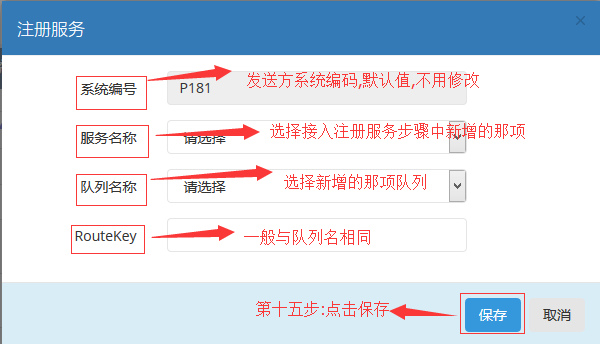 注册服务 ×
系统编号 P181 发送方系统编码,默认值,不用修改
服务名称 请选择 选择接入注册服务步骤中新增的那项
队列名称 请选择 选择新增的那项队列
RouteKey 一般与队列名相同
第十五步:点击保存 保存 取消